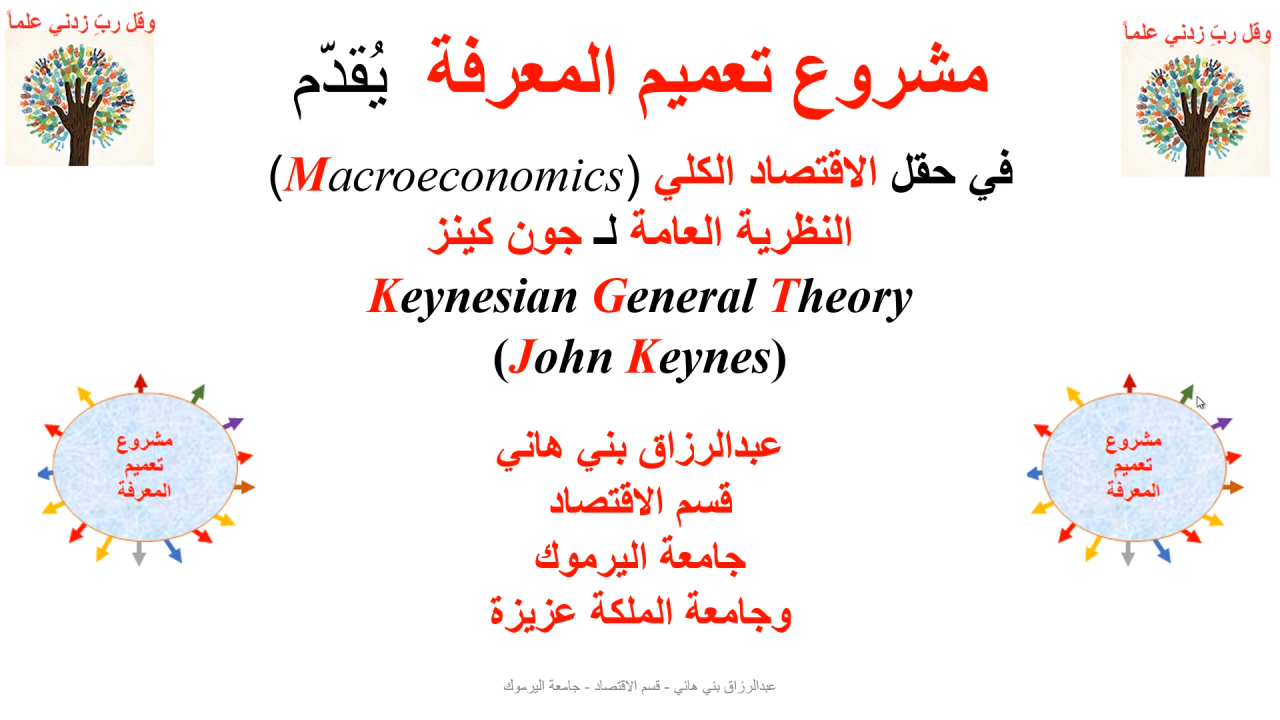 وقل ربِّ زدني علماً
وقل ربِّ زدني علماً
مشروع تعميم المعرفة يُقدّم
في حقل الاقتصاد الكلي (Macroeconomics)
النظرية العامة لـ جون كينز
Keynesian General Theory
(John Keynes)
مشروع
تعميم
المعرفة
مشروع
تعميم
المعرفة
عبدالرزاق بني هاني
قسم الاقتصاد
جامعة اليرموك
وجامعة الملكة عزيزة
عبدالرزاق بني هاني - قسم الاقتصاد - جامعة اليرموك